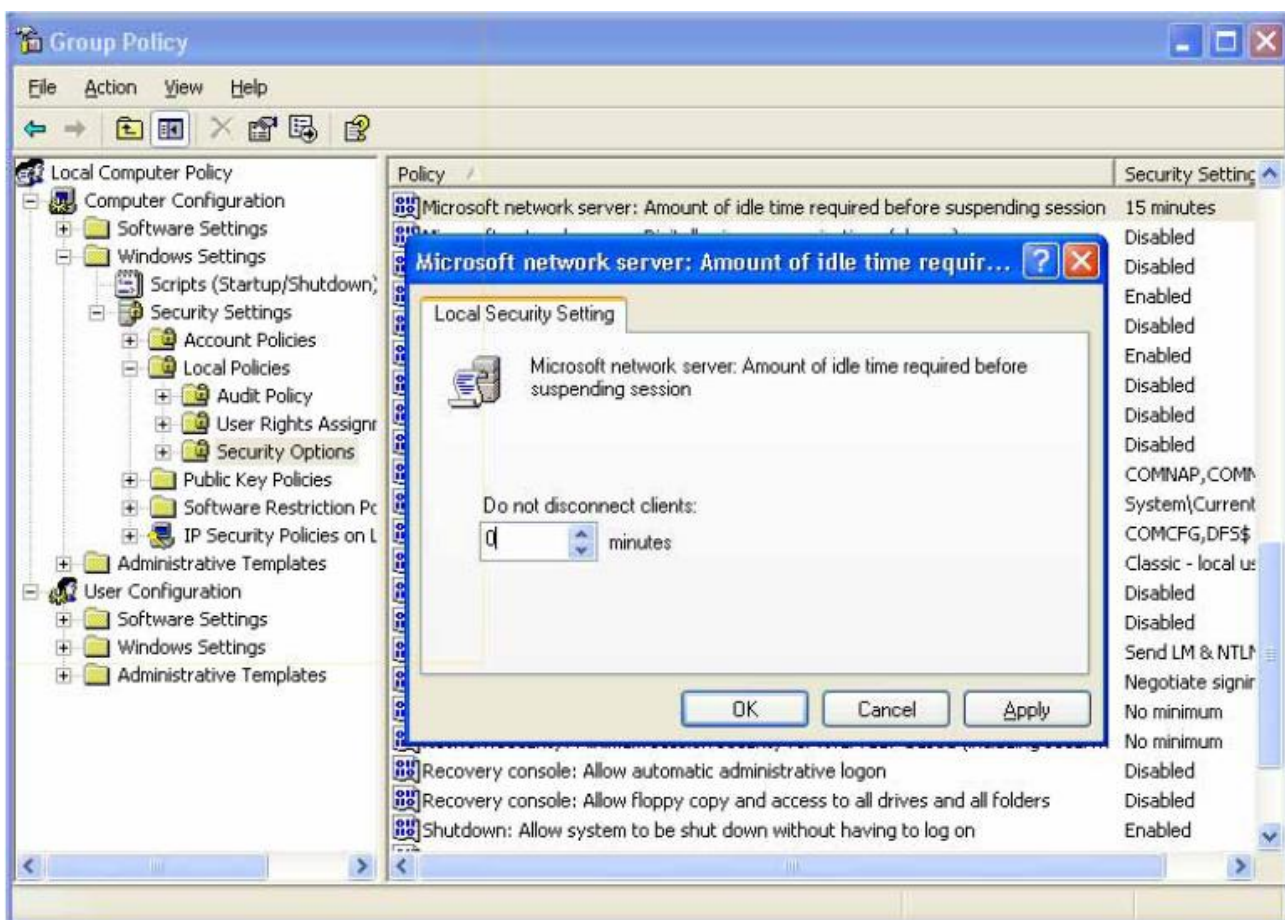 Group Policy
File Action View Help
Local Computer Policy
Computer Configuration
Software Settings
Windows Settings
Scripts (Startup/Shutdown)
Security Settings
Account Policies
Local Policies
Audit Policy
User Rights Assignr
Security Options
Public Key Policies
Software Restriction Po
IP Security Policies on L
Administrative Templates
User Configuration
Software Settings
Windows Settings
Administrative Templates
Policy Security Setting
Microsoft network server: Amount of idle time required before suspending session 15 minutes
Disabled
Disabled
Enabled
Disabled
Enabled
Disabled
Disabled
Disabled
COMNAP,COMN
System\Current
COMCFG,DFS$
Classic - local us
Disabled
Disabled
Send LM & NTLM
Negotiate signir
No minimum
No minimum
Recovery console: Allow automatic administrative logon Disabled
Recovery console: Allow floppy copy and access to all drives and all folders Disabled
Shutdown: Allow system to be shut down without having to log on Enabled
Microsoft network server: Amount of idle time requir...
Local Security Setting
Microsoft network server: Amount of idle time required before
suspending session
Do not disconnect clients:
0 minutes
OK Cancel Apply